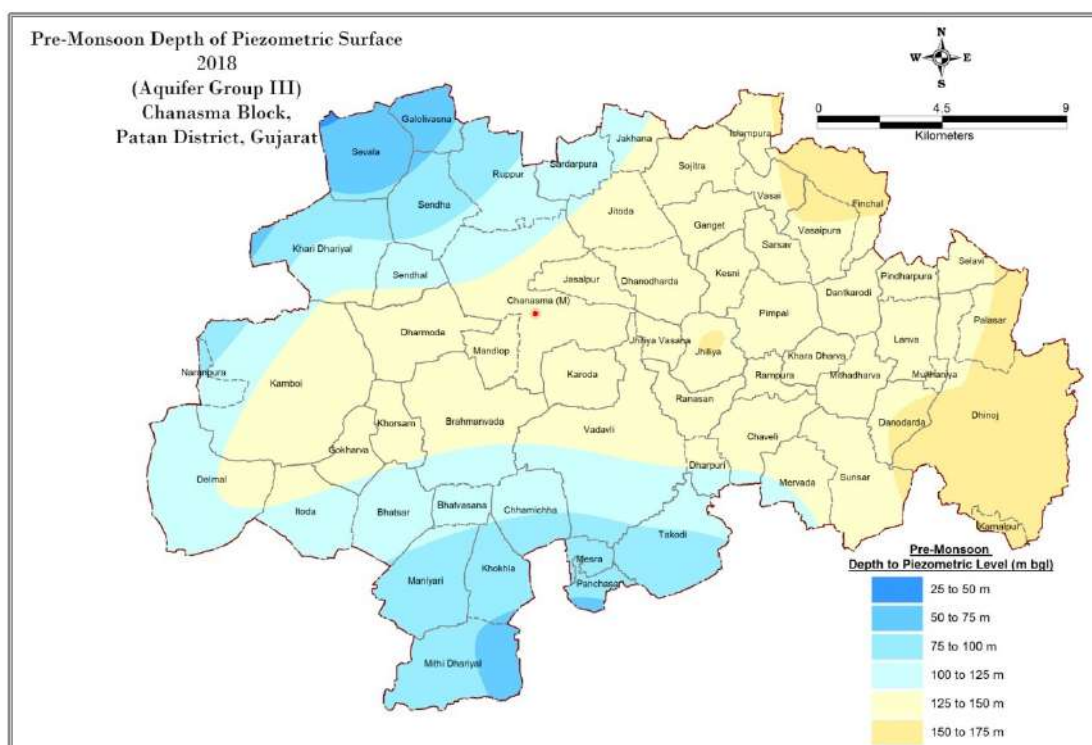 Pre-Monsoon Depth of Piezometric Surface
2018
(Aquifer Group III)
Chanasma Block,
Patan District, Gujarat
N
W E
S
0 4.5 9
Kilometers
Galolivasna
Sevala
Ruppur
Sardarpura
Jakhana
Islampura
Sojitra
Sendha
Vasai
Finchal
Jitoda
Ganget
Vasaipura
Khari Dhariyal
Sarsav
Selavi
Sendhal
Jasalpur
Dhanodharda
Kesni
Pindharpura
Dantkarodi
Chanasma (M)
Pimpal
Palasar
Dharmoda
Jhiliya Vasana
Lanva
Mandlop
Jhiliya
Khara Dharva
Naranpura
Karoda
Rampura
Mithadharva
Kamboi
Ranasan
Dhinoj
Khorsam
Brahmanvada
Vadavli
Danodarda
Chaveli
Gokharva
Dharpuri
Delmal
Sunsar
Mervada
Itoda
Bhatsar
Bhatvasana
Chhamichha
Takodi
Kamalpur
Mesra
Khokhla
Maniyari
Panchasar
Mithi Dhariyal
Pre-Monsoon
Depth to Piezometric Level (m bgl)
25 to 50 m
50 to 75 m
75 to 100 m
100 to 125 m
125 to 150 m
150 to 175 m